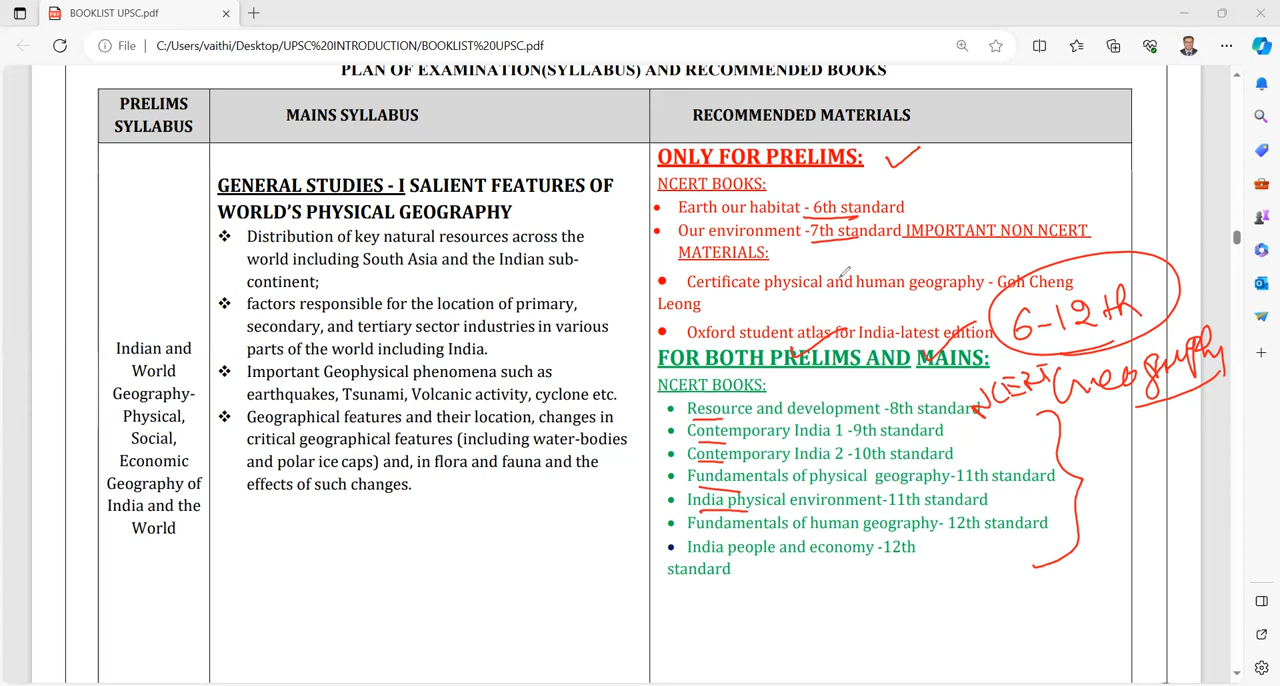 BOOKLIST UPSC.pdf
File C:/Users/vaithi/Desktop/UPSC%20INTRODUCTION/BOOKLIST%20UPSC.pdf
PLAN OF EXAMINATION(SYLLABUS) AND RECOMMENDED BOOKS
PRELIMS
SYLLABUS
MAINS SYLLABUS
RECOMMENDED MATERIALS
Indian and
World
Geography-
Physical,
Social,
Economic
Geography of
India and the
World
GENERAL STUDIES - I SALIENT FEATURES OF
WORLD'S PHYSICAL GEOGRAPHY
❖ Distribution of key natural resources across the
world including South Asia and the Indian sub-
continent;
❖ factors responsible for the location of primary,
secondary, and tertiary sector industries in various
parts of the world including India.
❖ Important Geophysical phenomena such as
earthquakes, Tsunami, Volcanic activity, cyclone etc.
❖ Geographical features and their location, changes in
critical geographical features (including water-bodies
and polar ice caps) and, in flora and fauna and the
effects of such changes.
ONLY FOR PRELIMS:
NCERT BOOKS:
• Earth our habitat - 6th standard
• Our environment -7th standard IMPORTANT NON NCERT
MATERIALS:
• Certificate physical and human geography - Goh Cheng
Leong
• Oxford student atlas for India-latest edition
FOR BOTH PRELIMS AND MAINS:
NCERT BOOKS:
• Resource and development -8th standard
• Contemporary India 1 -9th standard
• Contemporary India 2 -10th standard
• Fundamentals of physical geography-11th standard
• India physical environment-11th standard
• Fundamentals of human geography- 12th standard
• India people and economy -12th
standard
6-12th
NCERT Geography